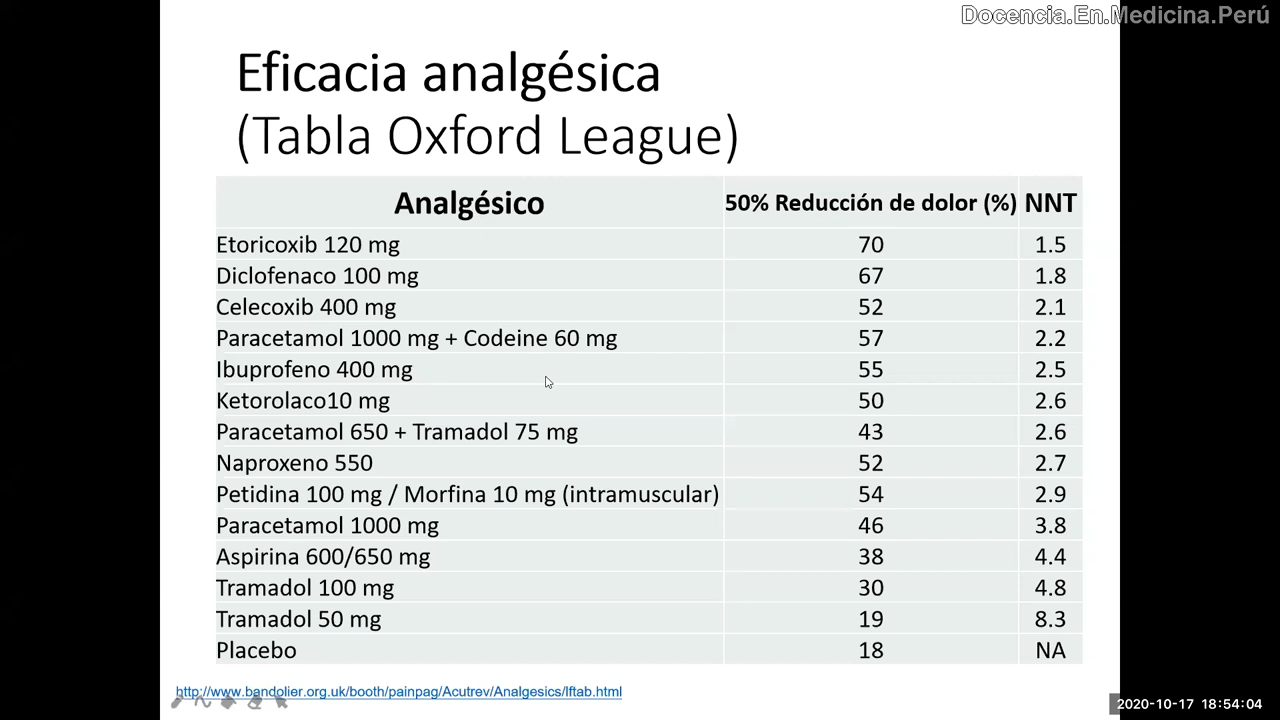 Docencia.En.Medicina.Perú
Eficacia analgésica
(Tabla Oxford League)
Analgésico 50% Reducción de dolor (%) NNT
Etoricoxib 120 mg 70 1.5
Diclofenaco 100 mg 67 1.8
Celecoxib 400 mg 52 2.1
Paracetamol 1000 mg + Codeine 60 mg 57 2.2
Ibuprofeno 400 mg 55 2.5
Ketorolaco10 mg 50 2.6
Paracetamol 650 + Tramadol 75 mg 43 2.6
Naproxeno 550 52 2.7
Petidina 100 mg / Morfina 10 mg (intramuscular) 54 2.9
Paracetamol 1000 mg 46 3.8
Aspirina 600/650 mg 38 4.4
Tramadol 100 mg 30 4.8
Tramadol 50 mg 19 8.3
Placebo 18 NA
http://www.bandolier.org.uk/booth/painpag/Acutrev/Analgesics/lftab.html
2020-10-17 18:54:04